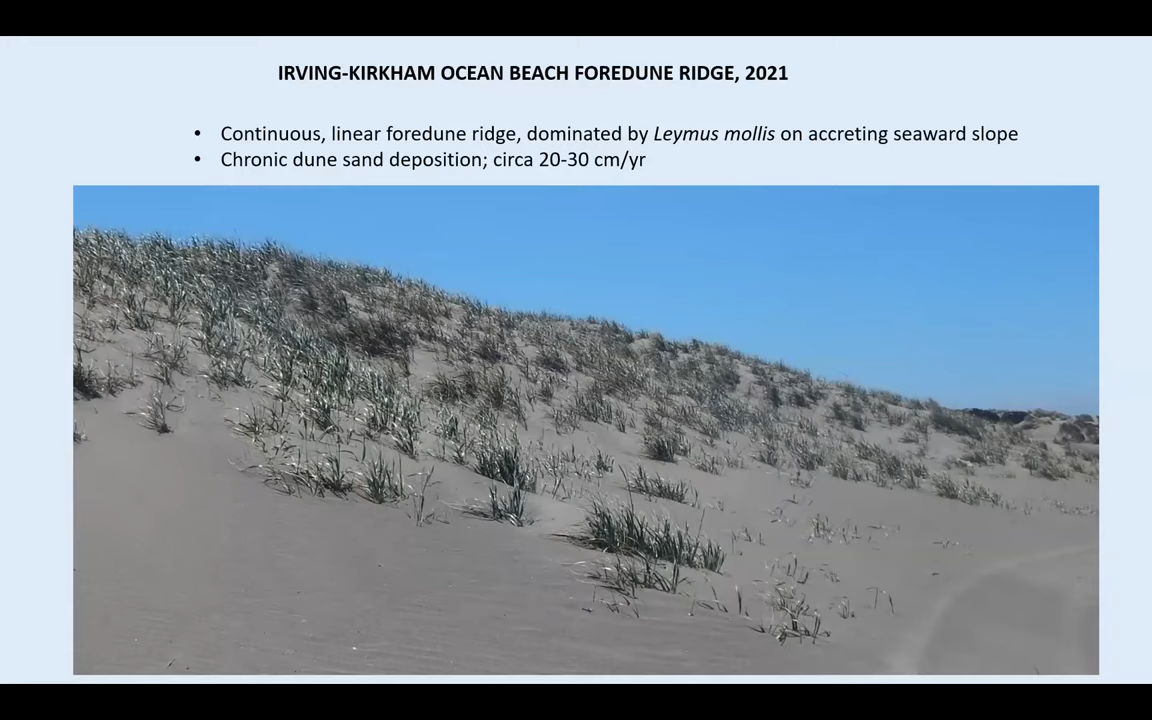 IRVING-KIRKHAM OCEAN BEACH FOREDUNE RIDGE, 2021
• Continuous, linear foredune ridge, dominated by Leymus mollis on accreting seaward slope
• Chronic dune sand deposition; circa 20-30 cm/yr